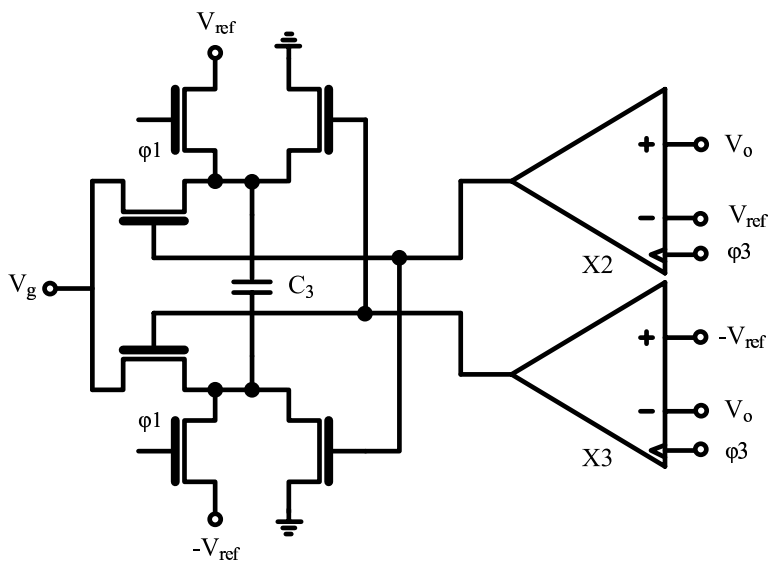 Vref
φ1
+
Vo
−
Vref
φ3
X2
Vg
C3
+
-Vref
−
Vo
φ3
X3
φ1
-Vref